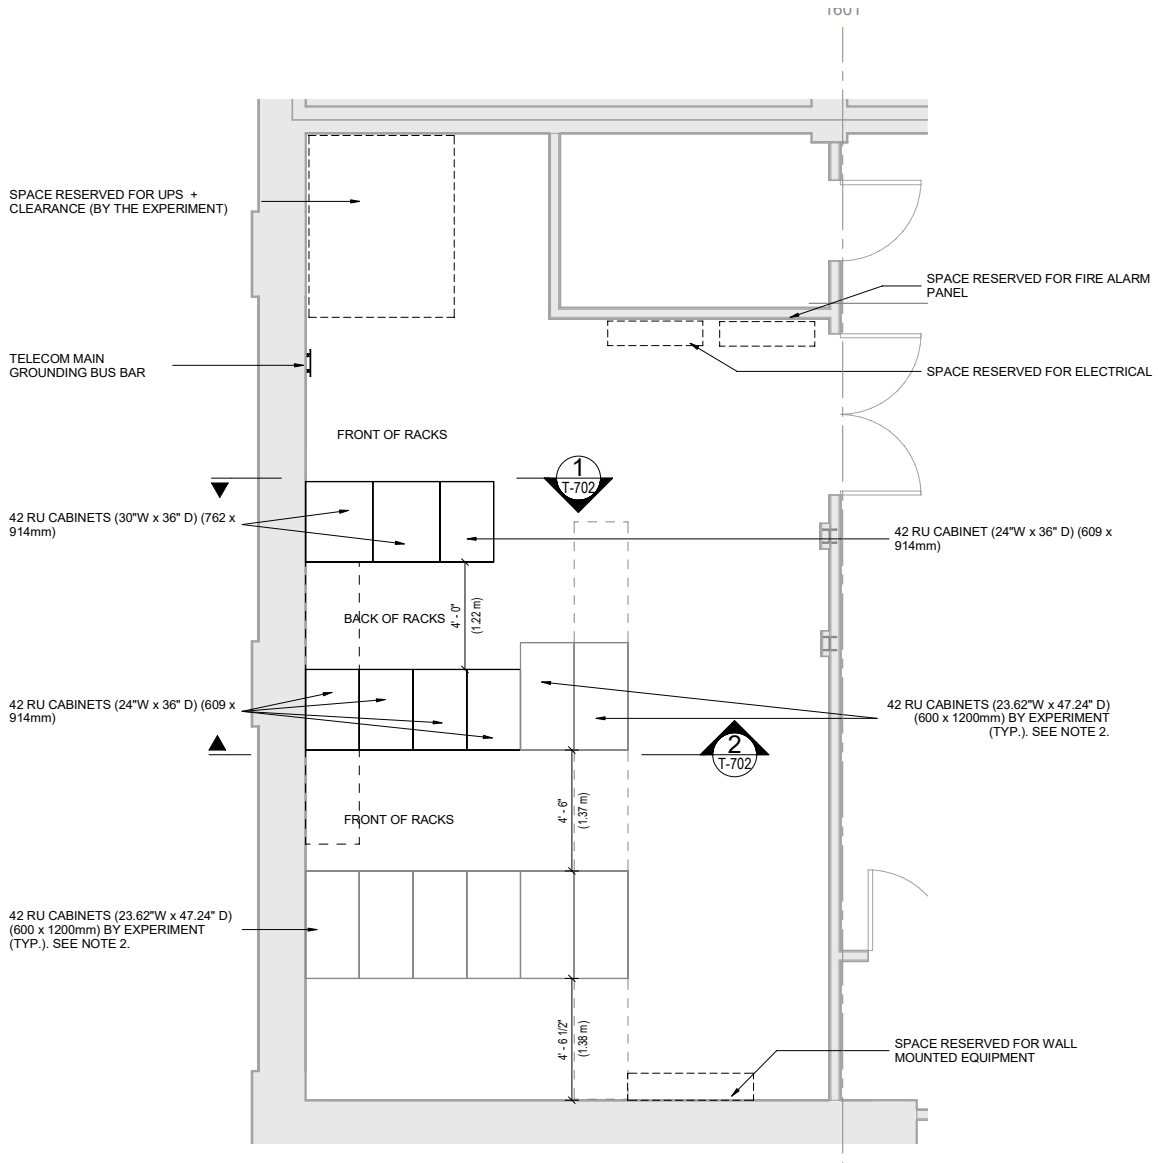 1601
SPACE RESERVED FOR UPS +
CLEARANCE (BY THE EXPERIMENT)
SPACE RESERVED FOR FIRE ALARM
PANEL
TELECOM MAIN
GROUNDING BUS BAR
SPACE RESERVED FOR ELECTRICAL
FRONT OF RACKS
1
T-702
42 RU CABINETS (30"W x 36" D) (762 x
914mm)
42 RU CABINET (24"W x 36" D) (609 x
914mm)
BACK OF RACKS
4' - 0"
(1.22 m)
42 RU CABINETS (24"W x 36" D) (609 x
914mm)
42 RU CABINETS (23.62"W x 47.24" D)
(600 x 1200mm) BY EXPERIMENT
(TYP.). SEE NOTE 2.
2
T-702
4' - 6"
(1.37 m)
FRONT OF RACKS
42 RU CABINETS (23.62"W x 47.24" D)
(600 x 1200mm) BY EXPERIMENT
(TYP.). SEE NOTE 2.
4' - 6 1/2"
(1.38 m)
SPACE RESERVED FOR WALL
MOUNTED EQUIPMENT